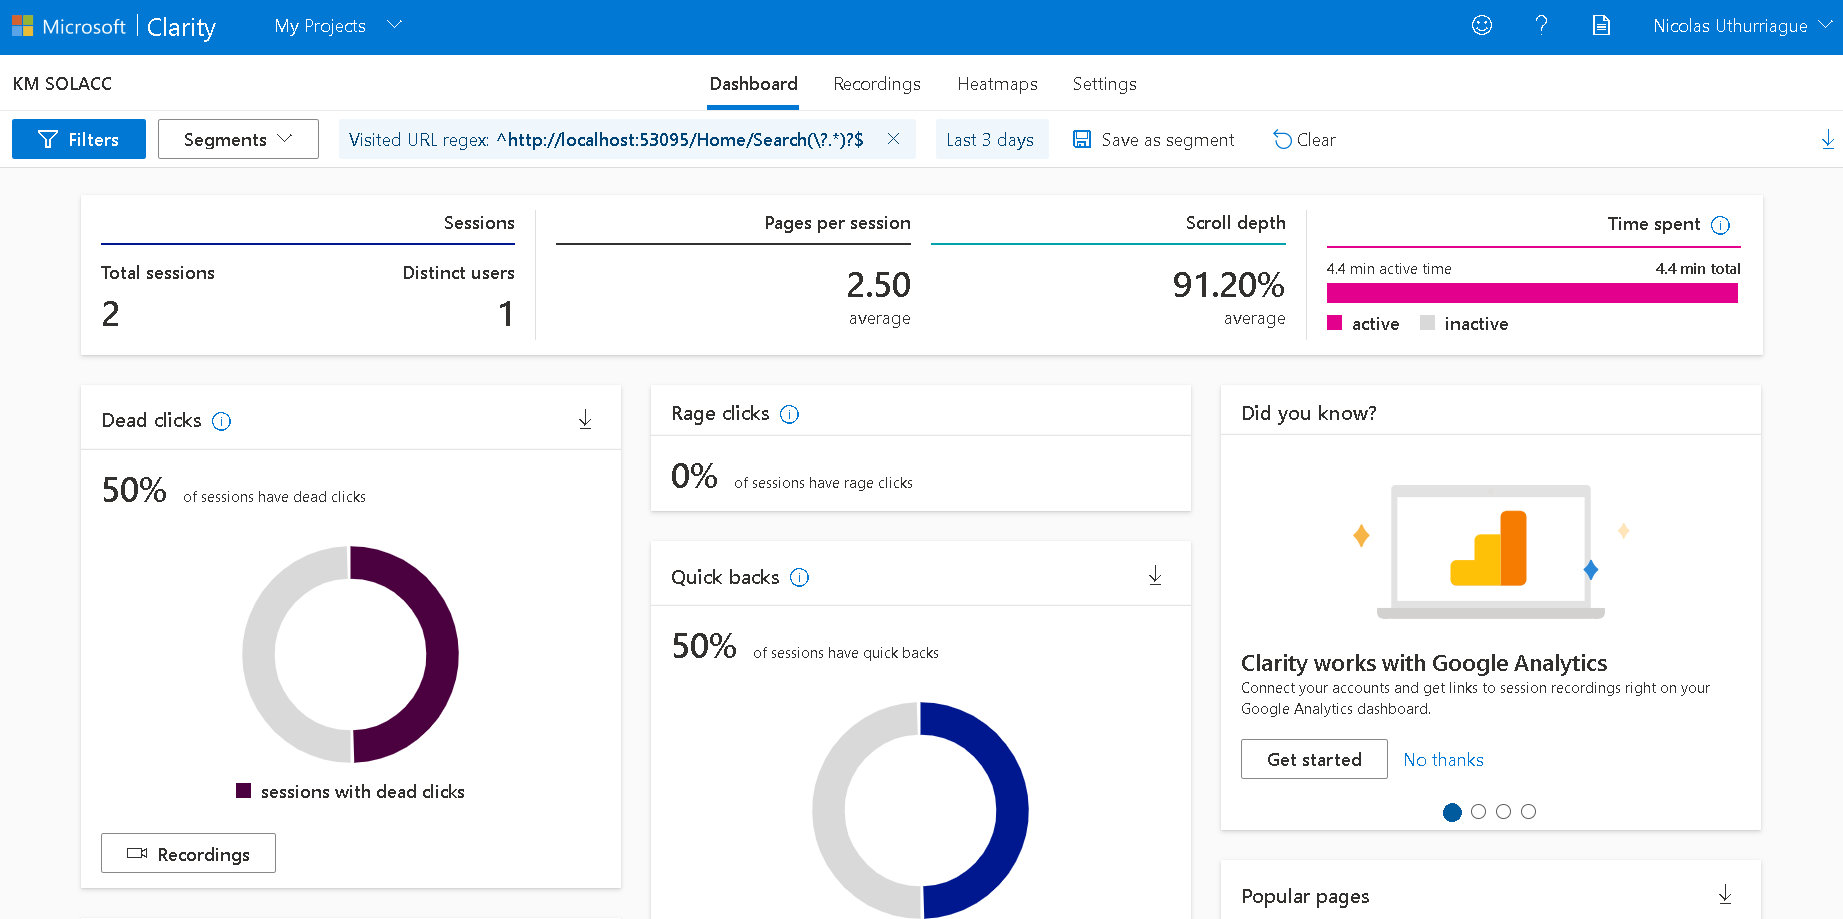 Microsoft | Clarity My Projects ? Nicolas Uthurriague
KM SOLACC Dashboard Recordings Heatmaps Settings
Filters Segments Visited URL regex: ^http://localhost:53095/Home/Search(\?.*)?$ Last 3 days Save as segment Clear
Sessions
Total sessions Distinct users
2 1
Pages per session
2.50
average
Scroll depth
91.20%
average
Time spent
4.4 min active time 4.4 min total
active inactive
Dead clicks
50% of sessions have dead clicks
sessions with dead clicks
Recordings
Rage clicks
0% of sessions have rage clicks
Quick backs
50% of sessions have quick backs
Did you know?
Clarity works with Google Analytics
Connect your accounts and get links to session recordings right on your
Google Analytics dashboard.
Get started No thanks
Popular pages